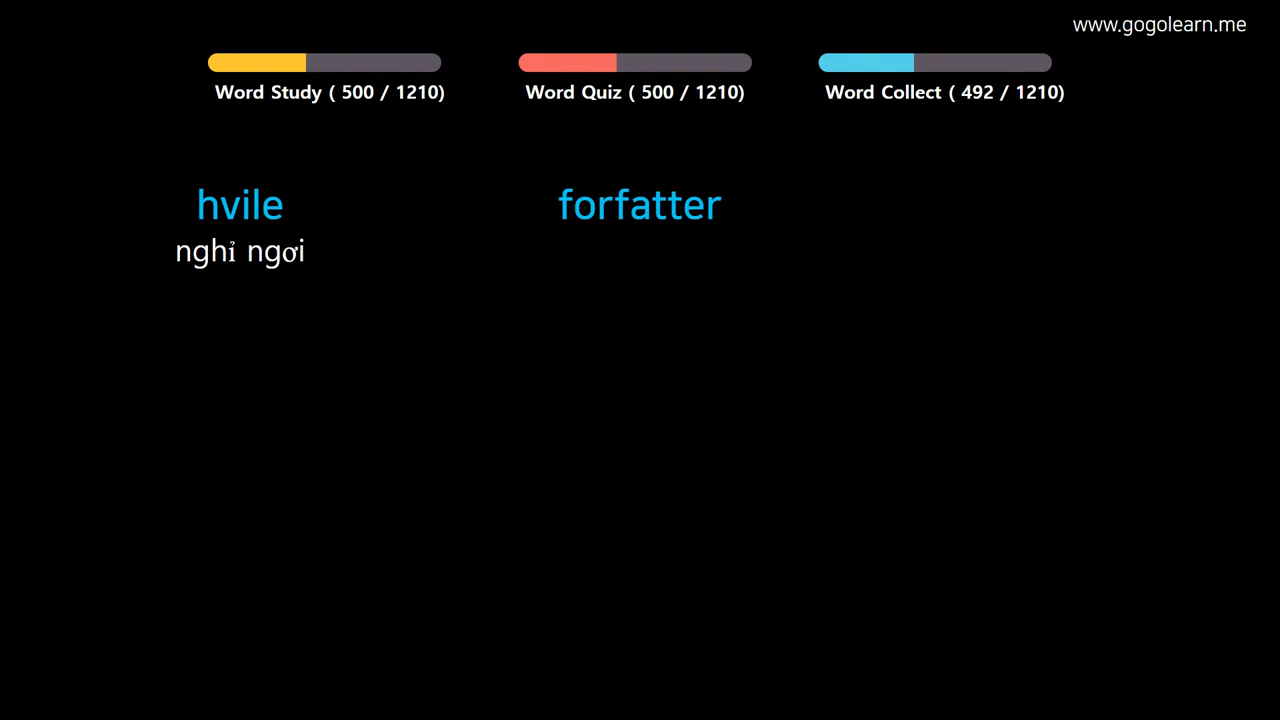 www.gogolearn.me
Word Study ( 500 / 1210)
Word Quiz ( 500 / 1210)
Word Collect ( 492 / 1210)
hvile
nghỉ ngơi
forfatter